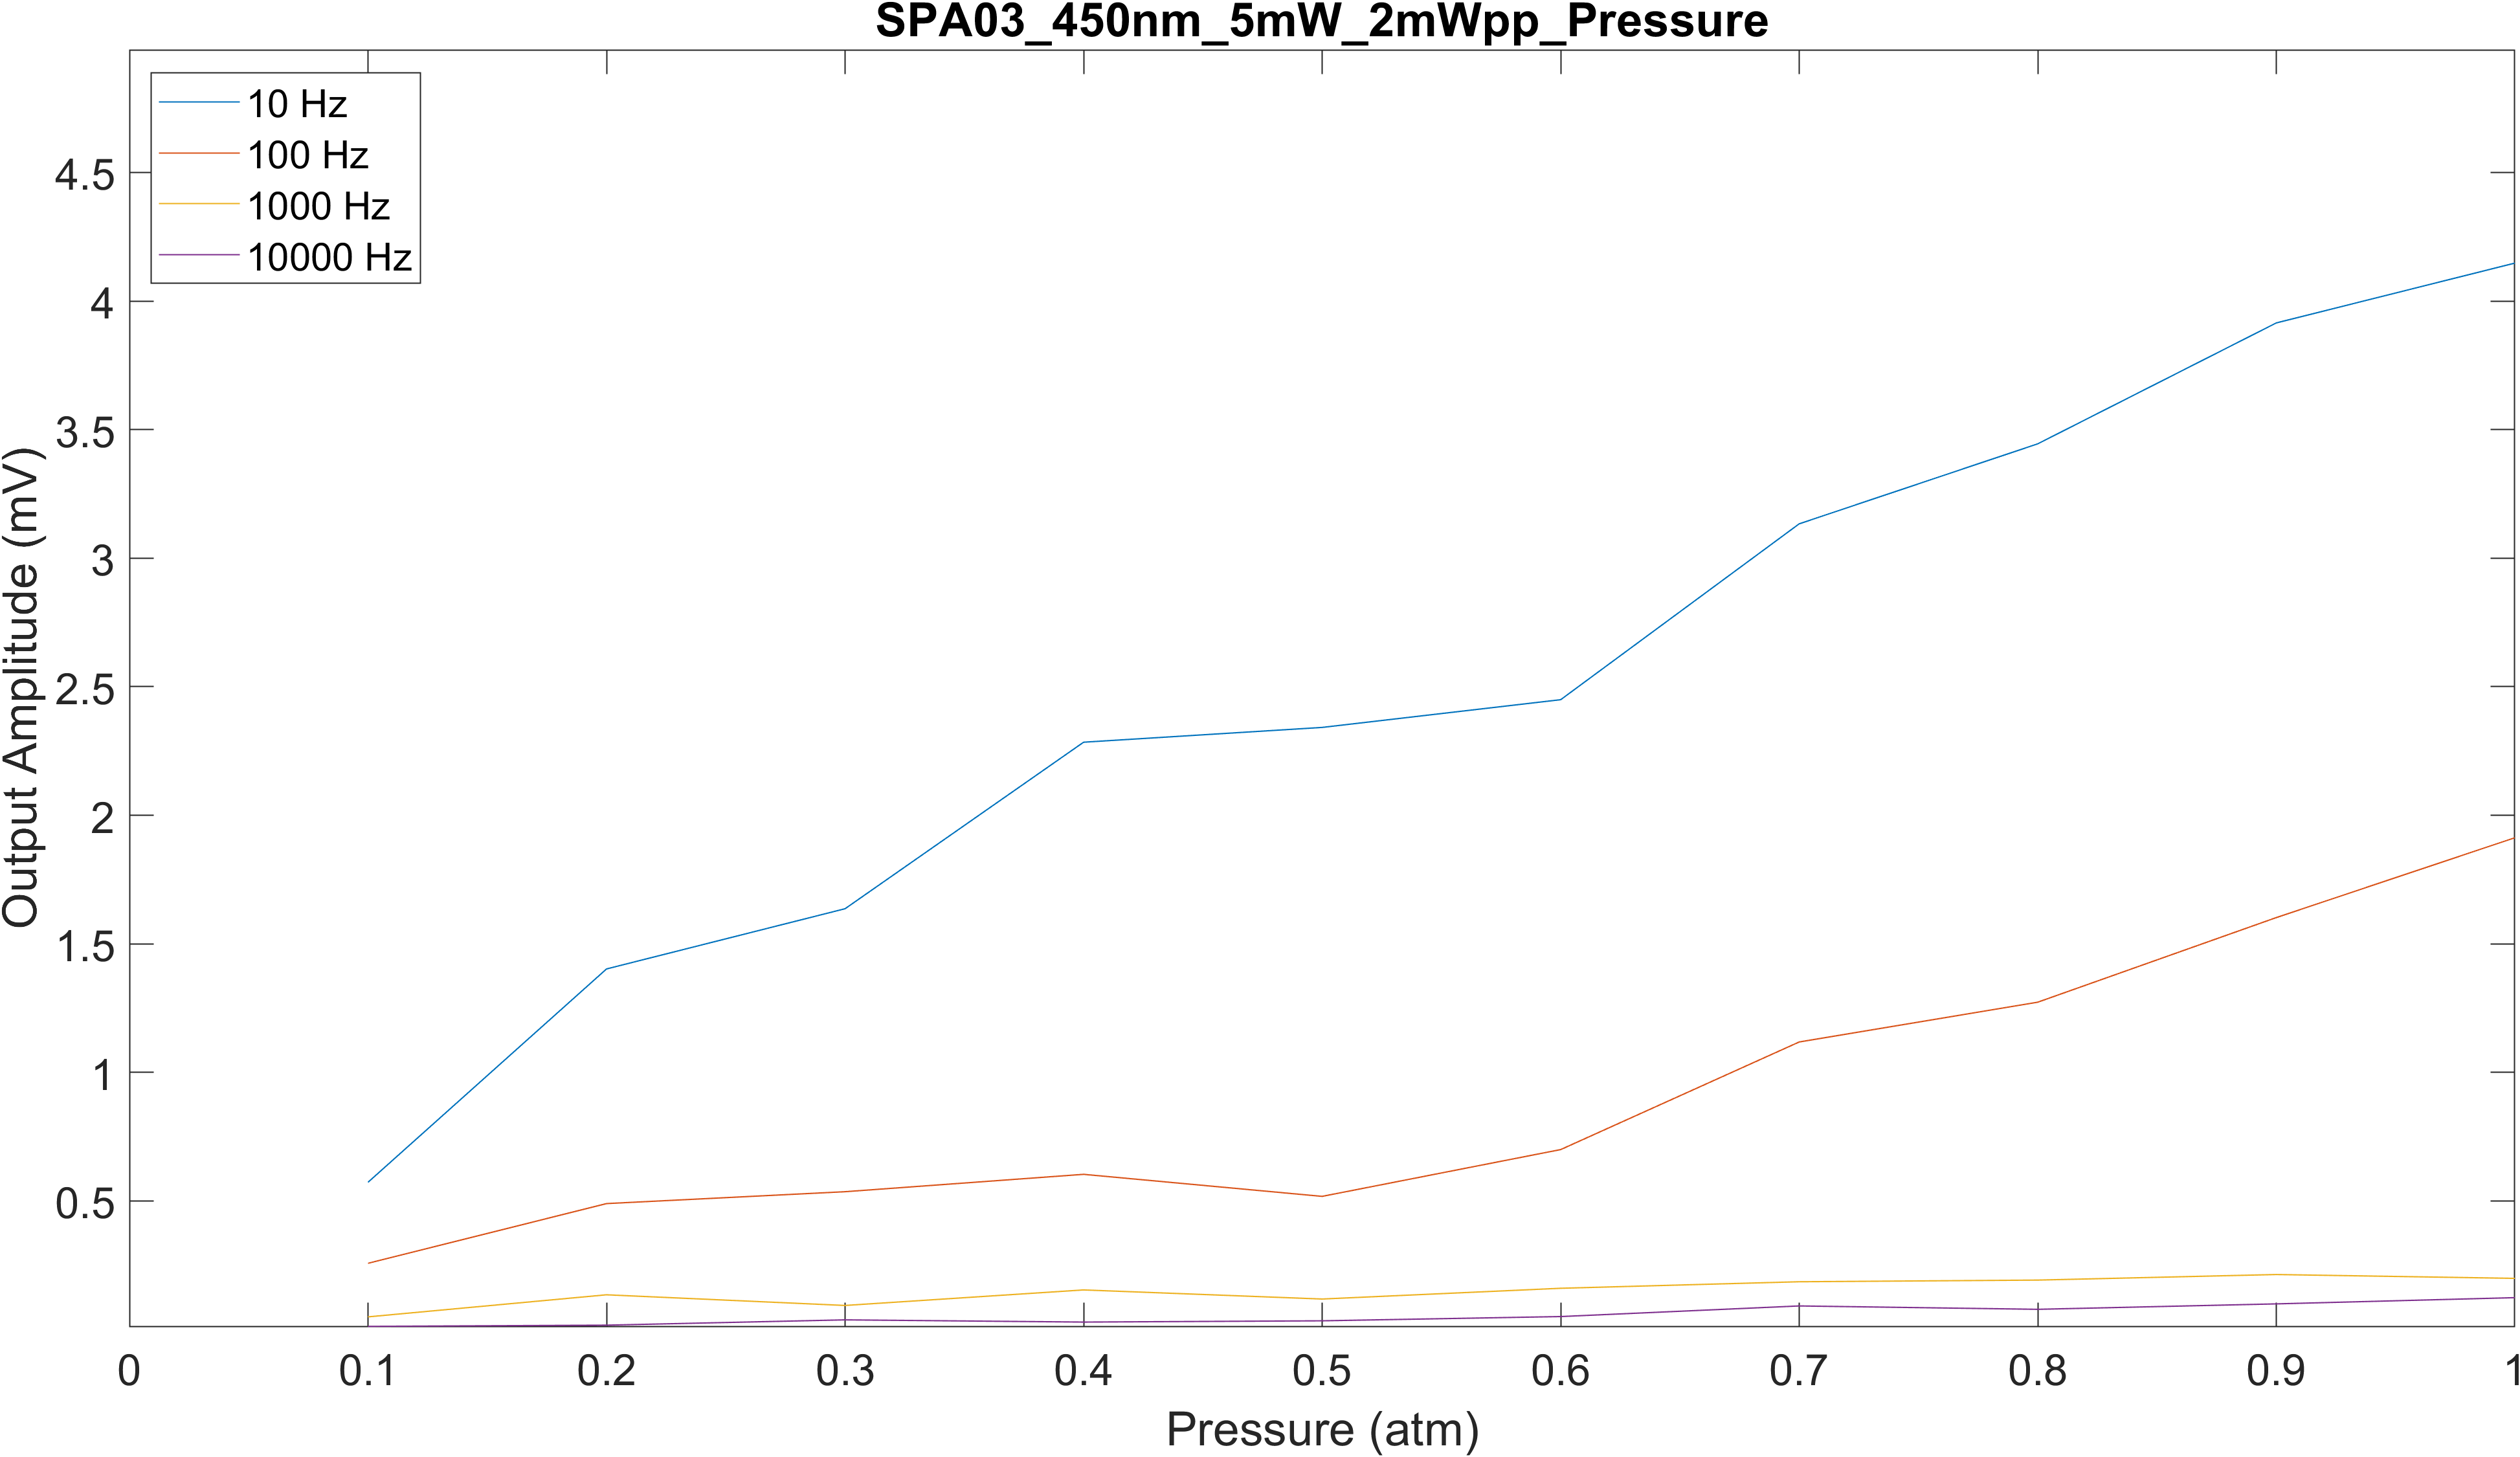 SPA03_450nm_5mW_2mWpp_Pressure
10 Hz
100 Hz
1000 Hz
10000 Hz
Output Amplitude (mV)
4.5
4
3.5
3
2.5
2
1.5
1
0.5
0 0.1 0.2 0.3 0.4 0.5 0.6 0.7 0.8 0.9 1
Pressure (atm)